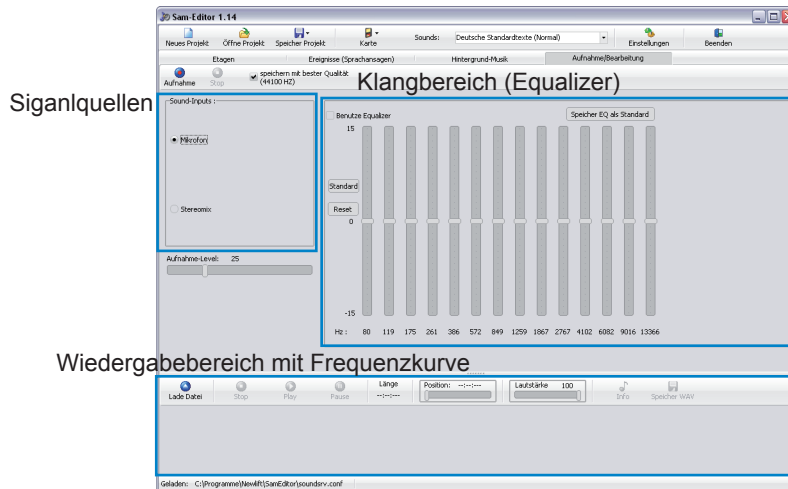 Sam-Editor 1.14
Neues Projekt Öffne Projekt Speicher Projekt Karte Sounds: Deutsche Standardtexte (Normal) Einstellungen Beenden
Etagen Ereignisse (Sprachansagen) Hintergrund-Musik Aufnahme/Bearbeitung
Aufnahme Stop speichern mit bester Qualität
(44100 HZ)
Klangbereich (Equalizer)
Siganlquellen
Sound-Inputs :
Mikrofon
Stereomix
Aufnahme-Level: 25
Benutze Equalizer Speicher EQ als Standard
15
Standard
Reset
0
-15
Hz : 80 119 175 261 386 572 849 1259 1867 2767 4102 6082 9016 13366
Wiedergabebereich mit Frequenzkurve
Lade Datei Stop Play Pause Länge --:--:--- Position: --:--:--- Lautstärke 100 Info Speicher WAV
Geladen: C:\Programme\Newlift\SamEditor\soundsrv.conf